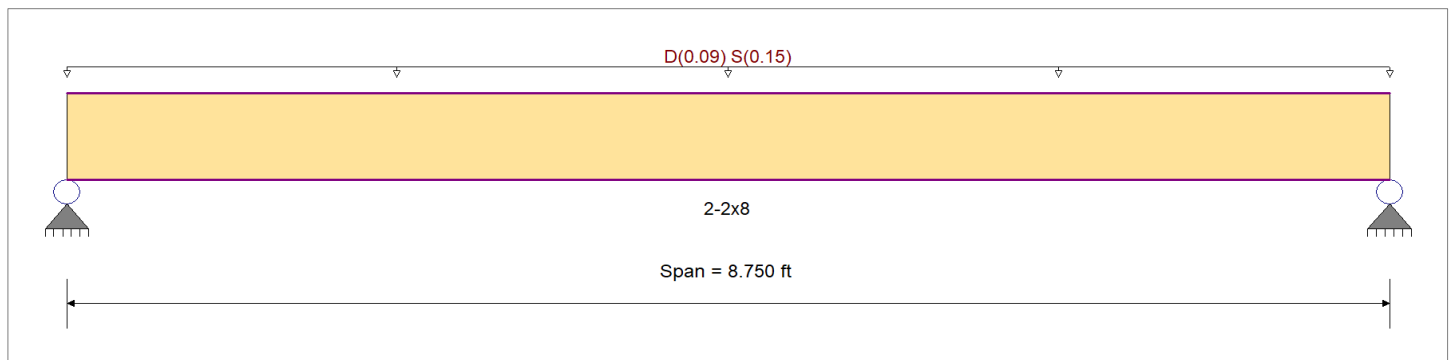 D(0.09) S(0.15)
2-2x8
Span = 8.750 ft